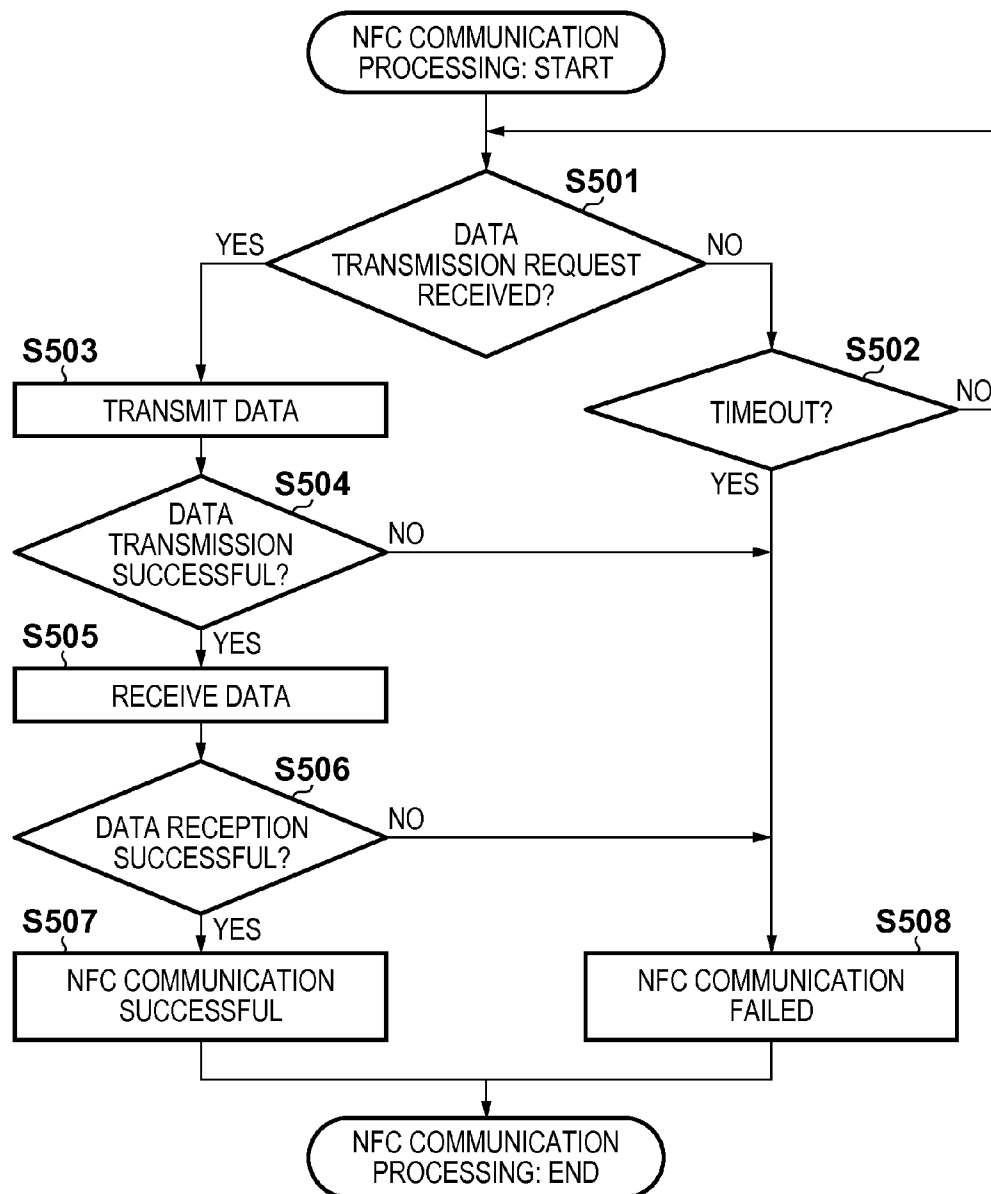 NFC COMMUNICATION
PROCESSING: START
S501
DATA
TRANSMISSION REQUEST
RECEIVED?
YES
NO
S503
TRANSMIT DATA
S502
TIMEOUT?
NO
YES
S504
DATA
TRANSMISSION
SUCCESSFUL?
NO
YES
S505
RECEIVE DATA
S506
DATA RECEPTION
SUCCESSFUL?
NO
YES
S507
NFC COMMUNICATION
SUCCESSFUL
S508
NFC COMMUNICATION
FAILED
NFC COMMUNICATION
PROCESSING: END